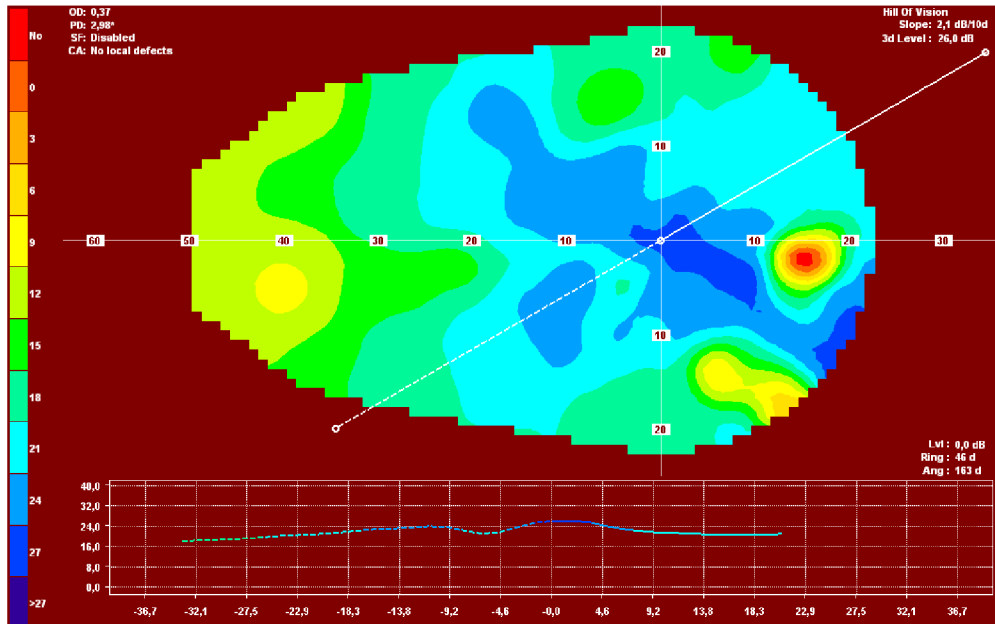 OD: 0,37
PD: 2,98*
SF: Disabled
CA: No local defects
Hill Of Vision
Slope: 2,1 dB/10d
3d Level : 26,0 dB
No
0
3
6
9
12
15
18
21
24
27
>27
20
10
60 50 40 30 20 10 10 20 30
10
20
Lvl : 0,0 dB
Ring : 46 d
Ang : 163 d
40,0
32,0
24,0
16,0
8,0
0,0
-36,7 -32,1 -27,5 -22,9 -18,3 -13,8 -9,2 -4,6 -0,0 4,6 9,2 13,8 18,3 22,9 27,5 32,1 36,7